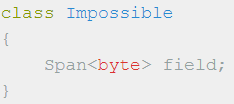 class Impossible
{
    Span<byte> field;
}